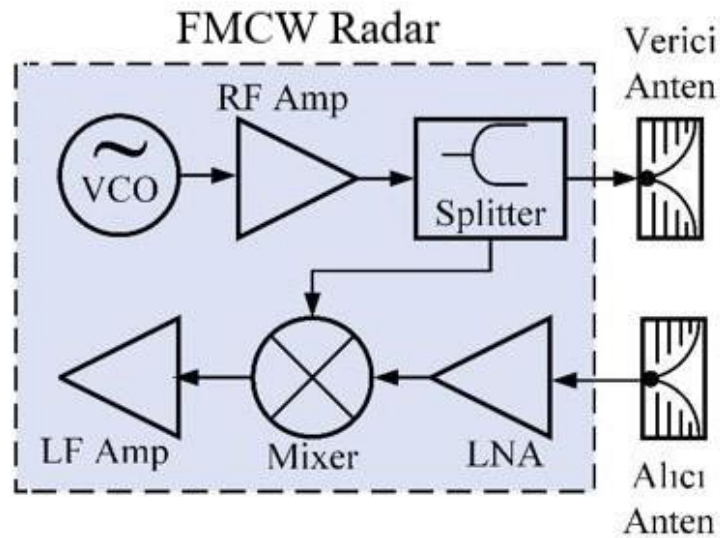 FMCW Radar
Verici
Anten
RF Amp
VCO
Splitter
LF Amp
Mixer
LNA
Alıcı
Anten